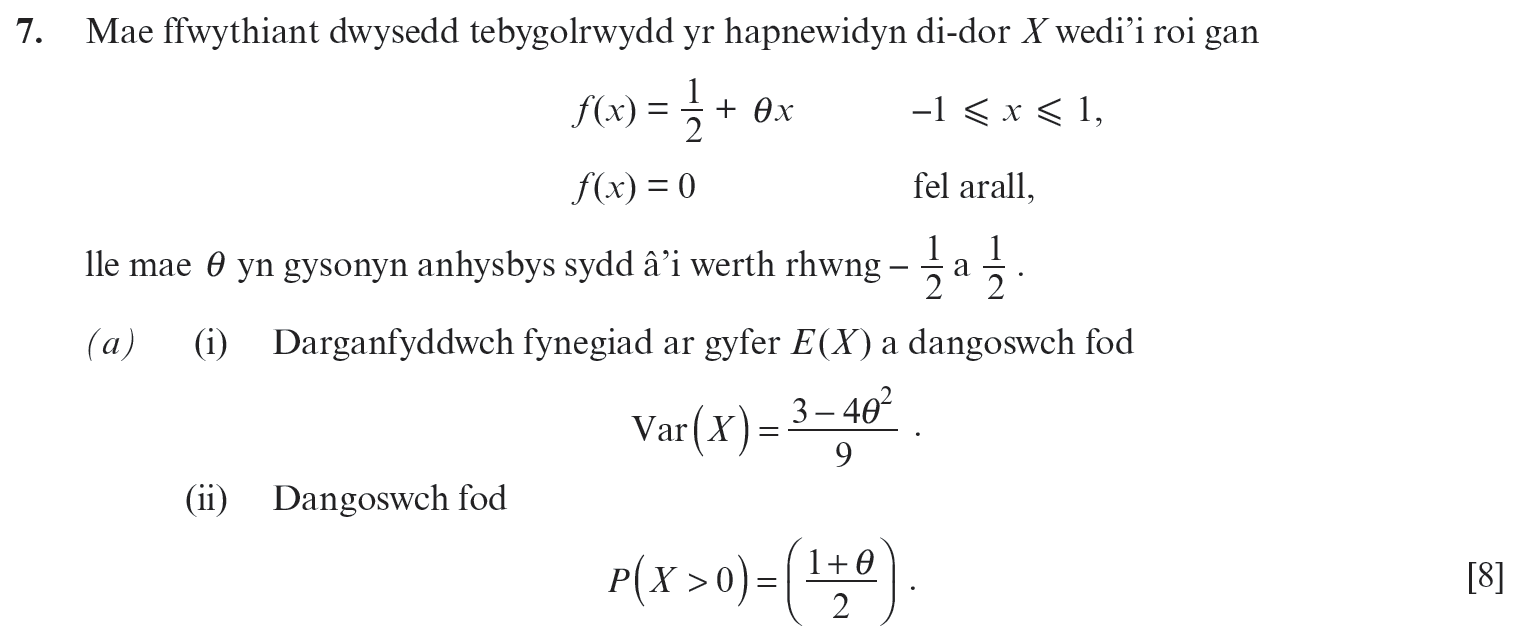 7. Mae ffwythiant dwysedd tebygolrwydd yr hapnewidyn di-dor X wedi’i roi gan
f(x) = 1/2 + θx –1 ⩽ x ⩽ 1,
f(x) = 0 fel arall,
lle mae θ yn gysonyn anhysbys sydd â’i werth rhwng – 1/2 a 1/2 .
(a) (i) Darganfyddwch fynegiad ar gyfer E(X) a dangoswch fod
Var(X) = (3 – 4θ²)/9 .
(ii) Dangoswch fod
P(X > 0) = ((1 + θ)/2) . [8]